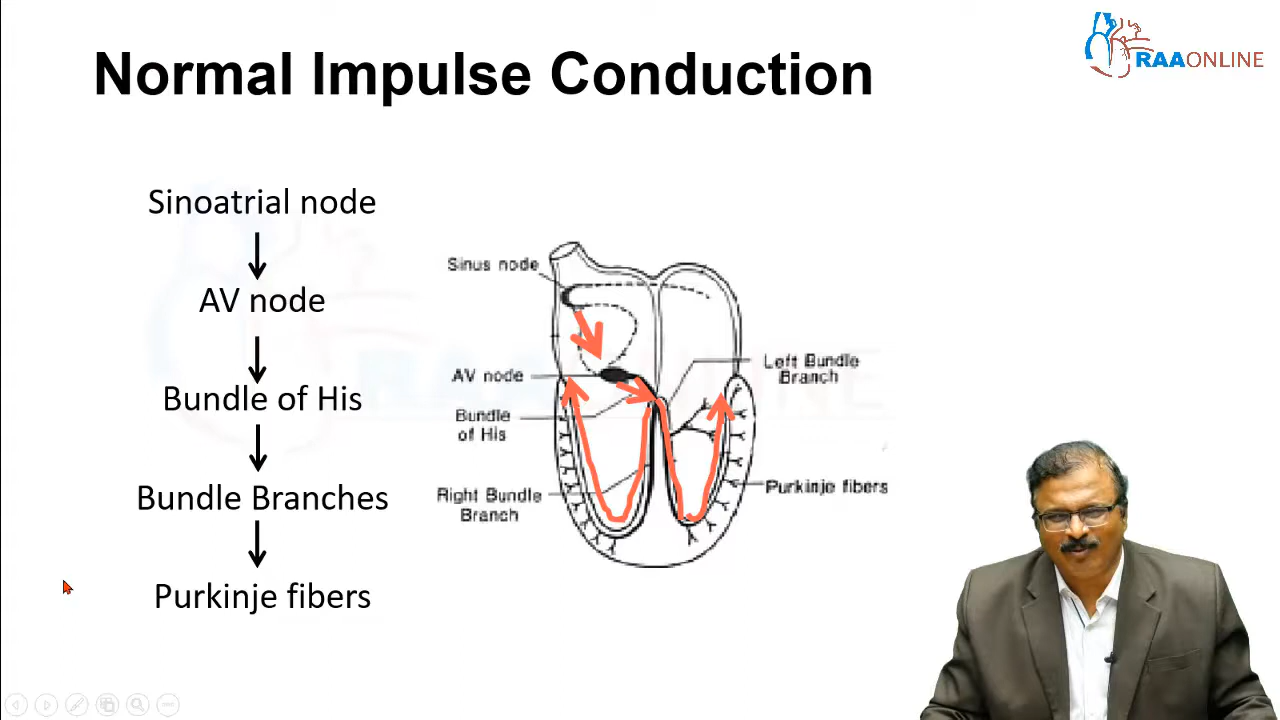 Normal Impulse Conduction
RAAONLINE
Sinoatrial node
AV node
Bundle of His
Bundle Branches
Purkinje fibers
Sinus node
AV node
Bundle
of His
Right Bundle
Branch
Left Bundle
Branch
Purkinje fibers